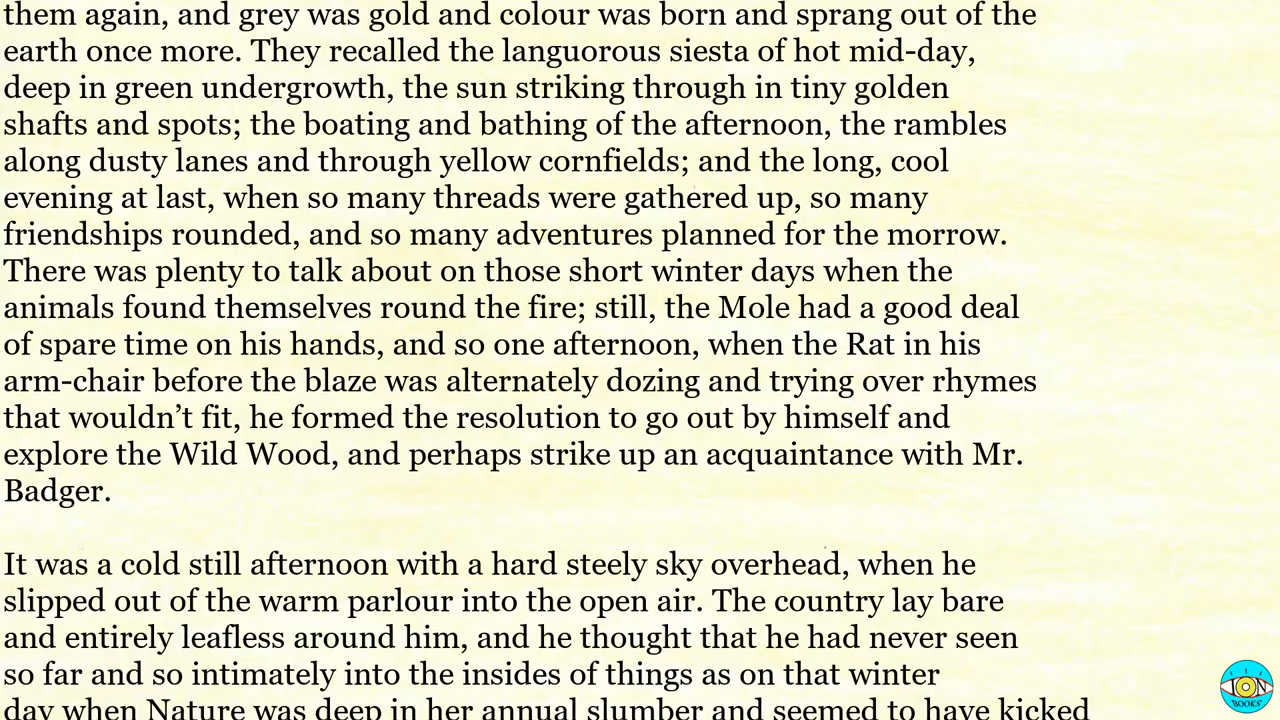 them again, and grey was gold and colour was born and sprang out of the
earth once more. They recalled the languorous siesta of hot mid-day,
deep in green undergrowth, the sun striking through in tiny golden
shafts and spots; the boating and bathing of the afternoon, the rambles
along dusty lanes and through yellow cornfields; and the long, cool
evening at last, when so many threads were gathered up, so many
friendships rounded, and so many adventures planned for the morrow.
There was plenty to talk about on those short winter days when the
animals found themselves round the fire; still, the Mole had a good deal
of spare time on his hands, and so one afternoon, when the Rat in his
arm-chair before the blaze was alternately dozing and trying over rhymes
that wouldn’t fit, he formed the resolution to go out by himself and
explore the Wild Wood, and perhaps strike up an acquaintance with Mr.
Badger.
It was a cold still afternoon with a hard steely sky overhead, when he
slipped out of the warm parlour into the open air. The country lay bare
and entirely leafless around him, and he thought that he had never seen
so far and so intimately into the insides of things as on that winter
day when Nature was deep in her annual slumber and seemed to have kicked
ION
BOOKS